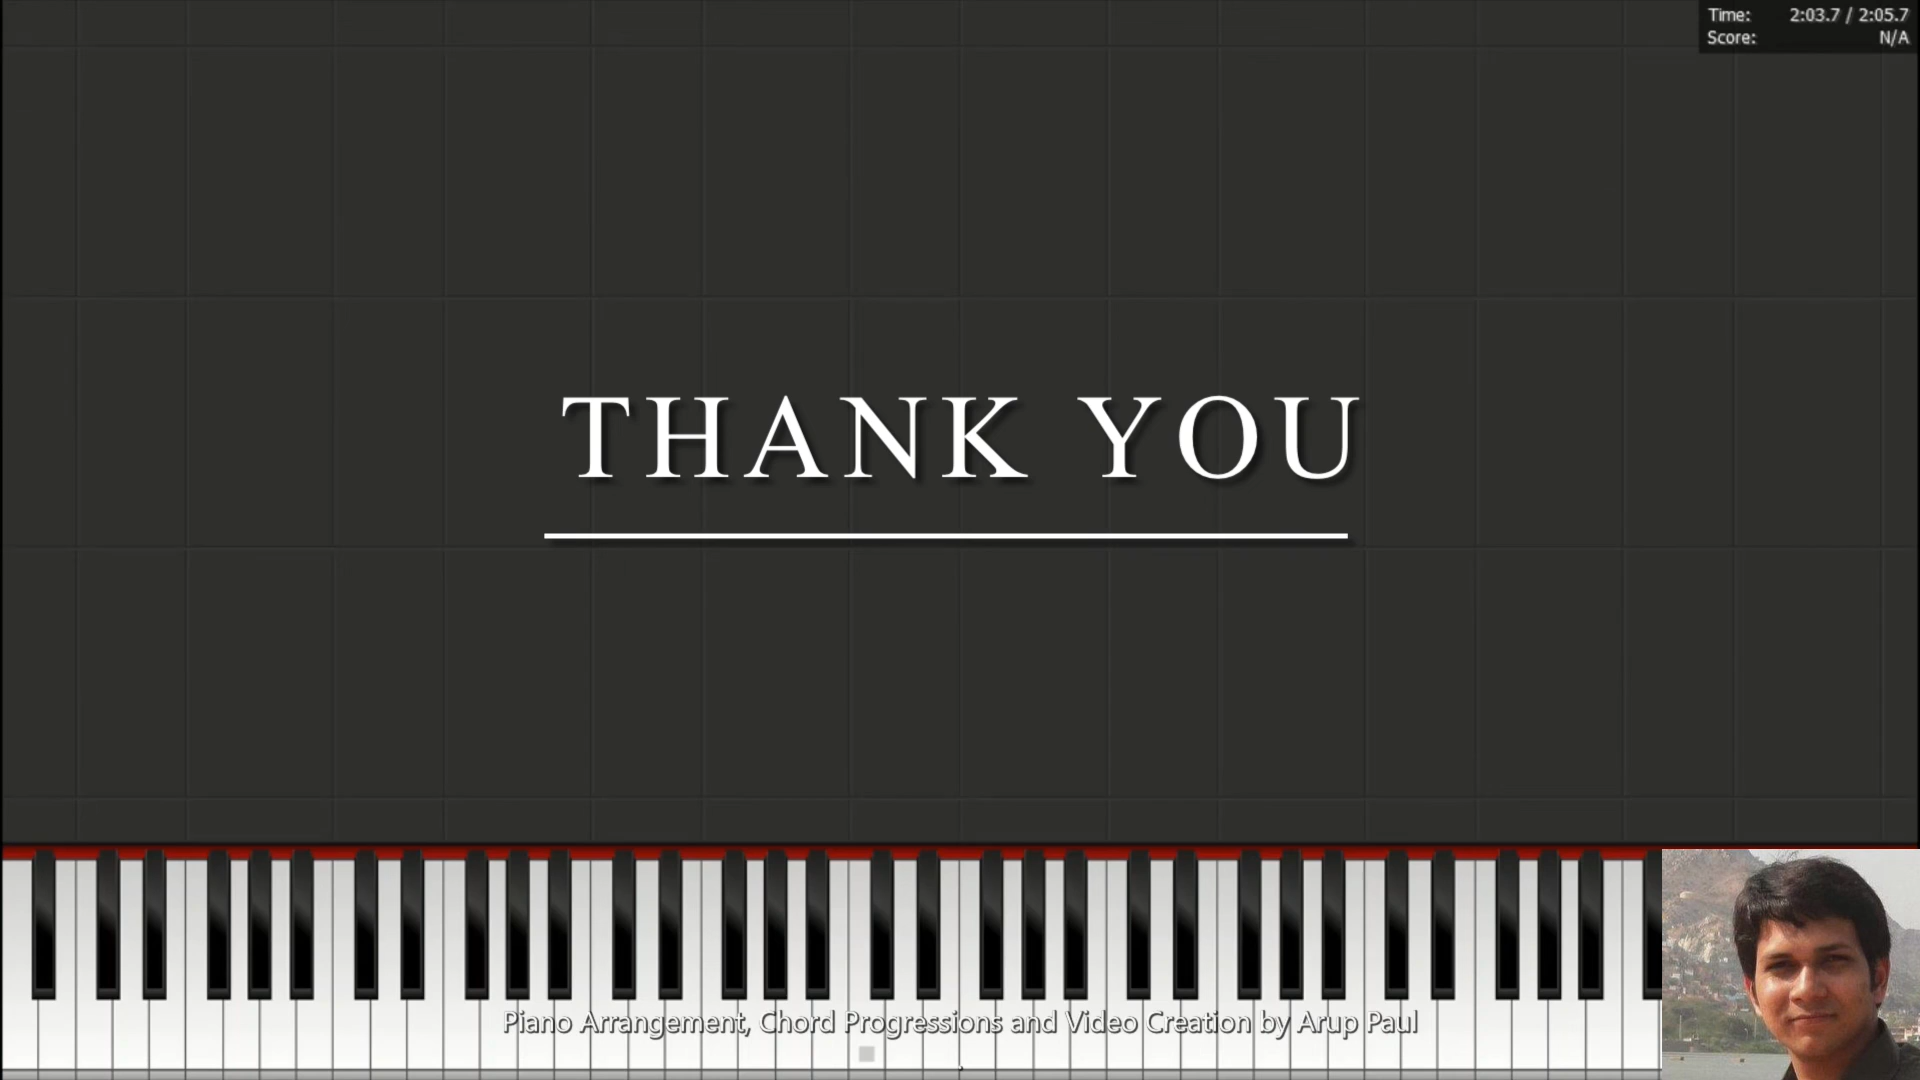 Time: 2:03.7 / 2:05.7
Score: N/A
THANK YOU
Piano Arrangement, Chord Progressions and Video Creation by Arup Paul